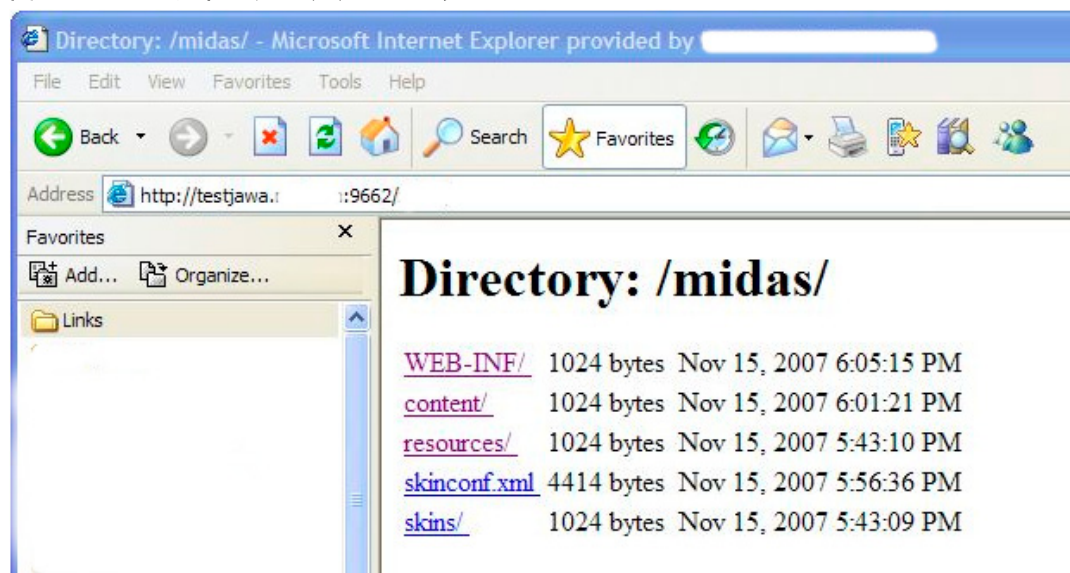 Directory: /midas/ - Microsoft Internet Explorer provided by
File Edit View Favorites Tools Help
Back Search Favorites
Address http://testjawa. :9662/
Favorites x
Add... Organize...
Links
Directory: /midas/
WEB-INF/ 1024 bytes Nov 15, 2007 6:05:15 PM
content/ 1024 bytes Nov 15, 2007 6:01:21 PM
resources/ 1024 bytes Nov 15, 2007 5:43:10 PM
skinconf.xml 4414 bytes Nov 15, 2007 5:56:36 PM
skins/ 1024 bytes Nov 15, 2007 5:43:09 PM